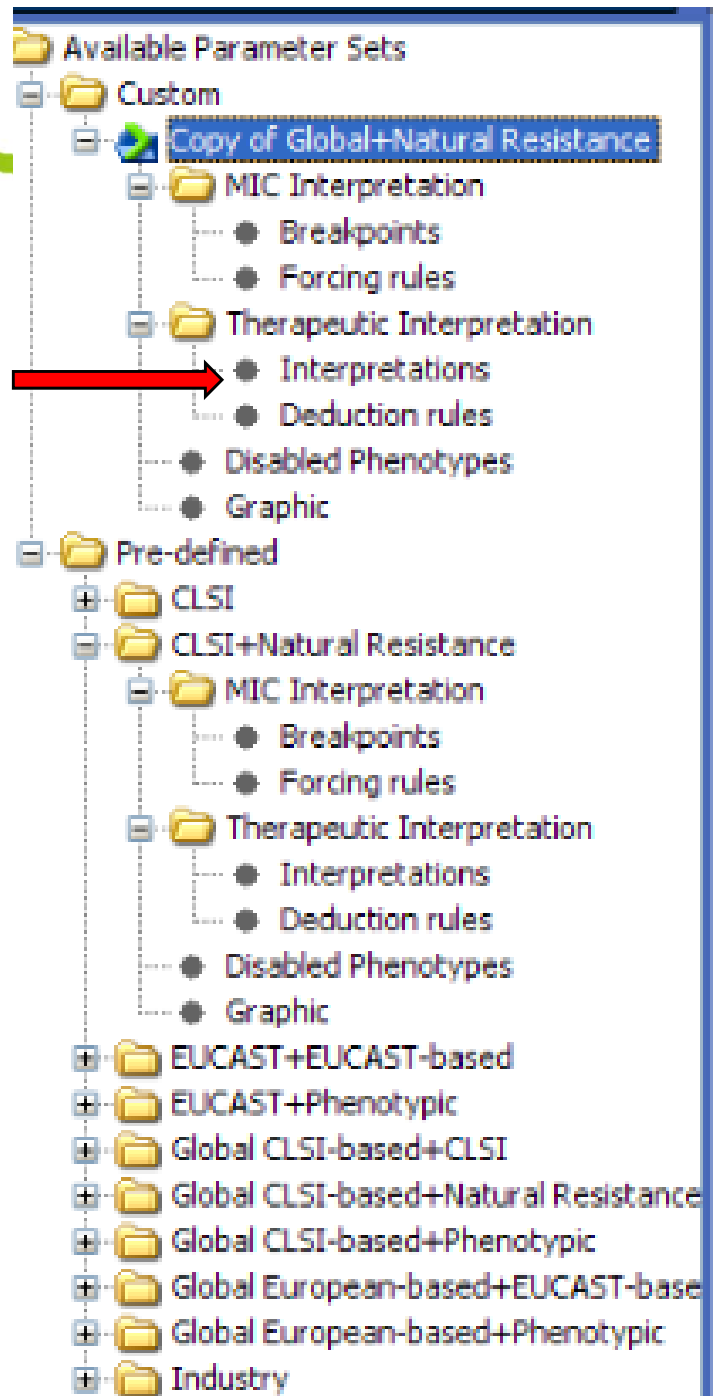 Available Parameter Sets
Custom
Copy of Global+Natural Resistance
MIC Interpretation
Breakpoints
Forcing rules
Therapeutic Interpretation
Interpretations
Deduction rules
Disabled Phenotypes
Graphic
Pre-defined
CLSI
CLSI+Natural Resistance
MIC Interpretation
Breakpoints
Forcing rules
Therapeutic Interpretation
Interpretations
Deduction rules
Disabled Phenotypes
Graphic
EUCAST+EUCAST-based
EUCAST+Phenotypic
Global CLSI-based+CLSI
Global CLSI-based+Natural Resistance
Global CLSI-based+Phenotypic
Global European-based+EUCAST-base
Global European-based+Phenotypic
Industry